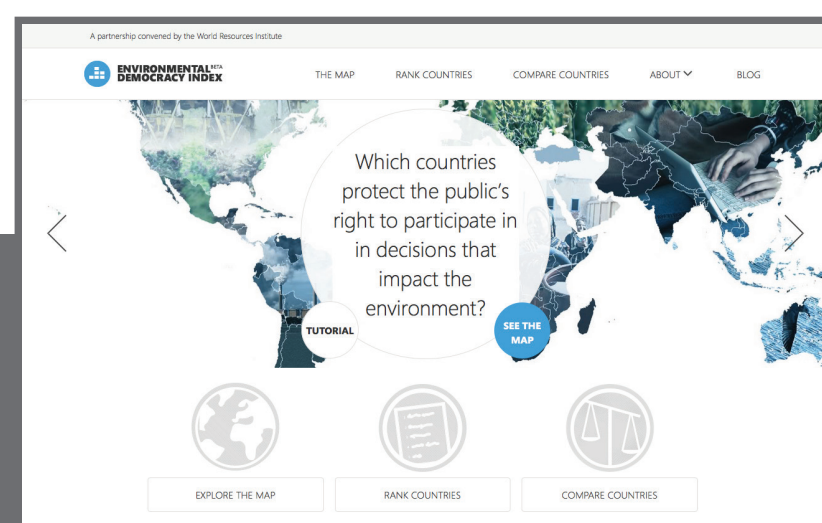 A partnership convened by the World Resources Institute
ENVIRONMENTAL BETA
DEMOCRACY INDEX
THE MAP
RANK COUNTRIES
COMPARE COUNTRIES
ABOUT
BLOG
Which countries
protect the public's
right to participate in
in decisions that
impact the
environment?
TUTORIAL
SEE THE
MAP
EXPLORE THE MAP
RANK COUNTRIES
COMPARE COUNTRIES